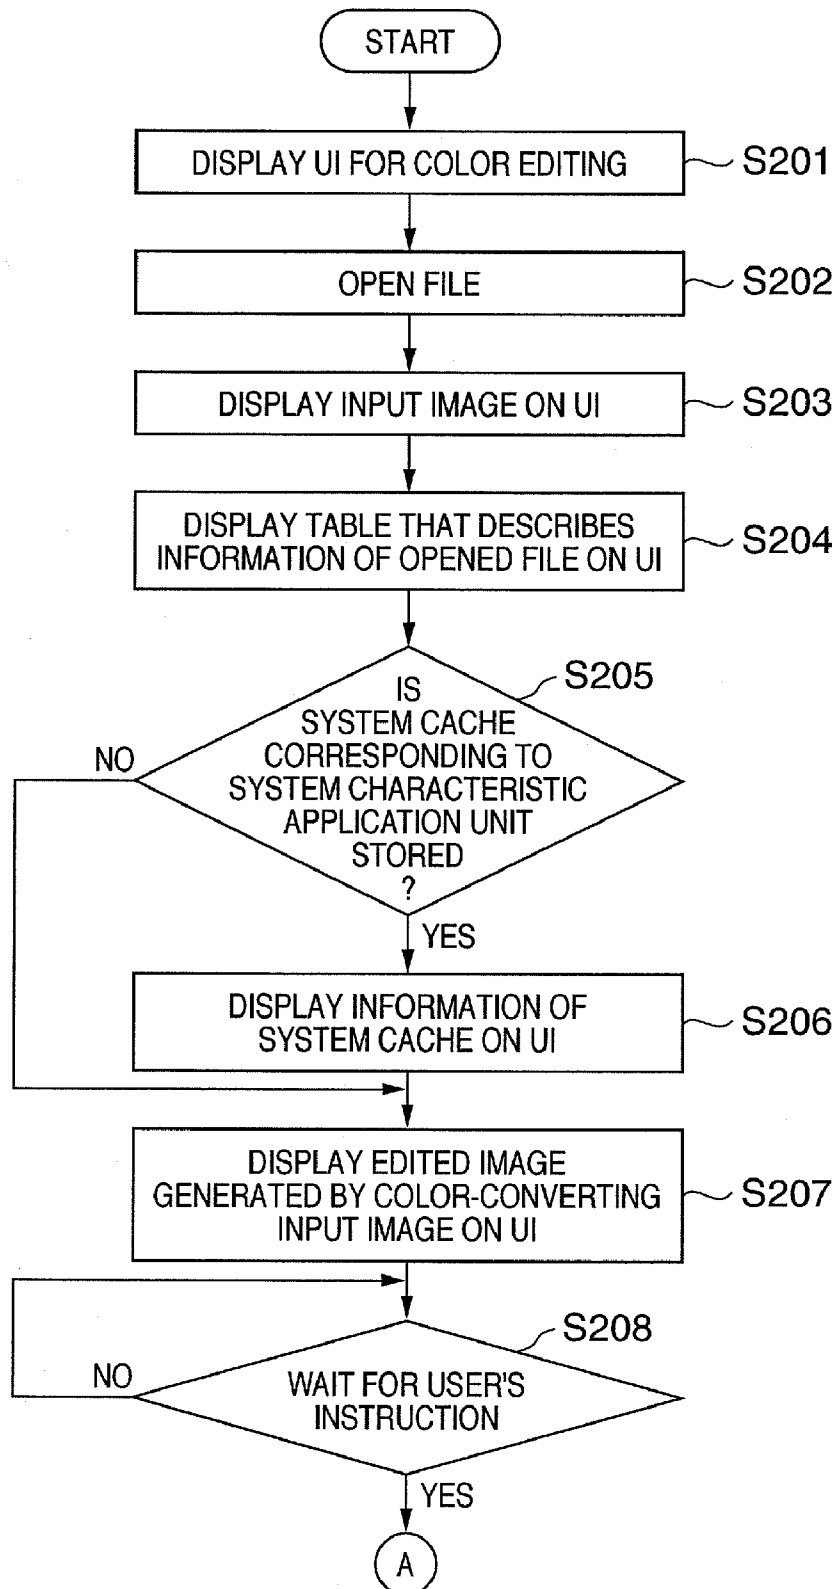 START
DISPLAY UI FOR COLOR EDITING
S201
OPEN FILE
S202
DISPLAY INPUT IMAGE ON UI
S203
DISPLAY TABLE THAT DESCRIBES
INFORMATION OF OPENED FILE ON UI
S204
S205
IS
SYSTEM CACHE
CORRESPONDING TO
SYSTEM CHARACTERISTIC
APPLICATION UNIT
STORED
?
NO
YES
DISPLAY INFORMATION OF
SYSTEM CACHE ON UI
S206
DISPLAY EDITED IMAGE
GENERATED BY COLOR-CONVERTING
INPUT IMAGE ON UI
S207
S208
WAIT FOR USER'S
INSTRUCTION
NO
YES
A